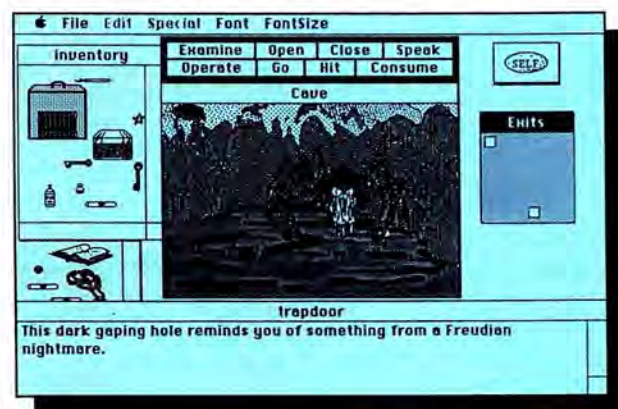 File Edit Special Font FontSize
inventory
Examine Open Close Speak
Operate Go Hit Consume
SELF
Cave
Exits
trapdoor
This dark gaping hole reminds you of something from a Freudian
nightmare.